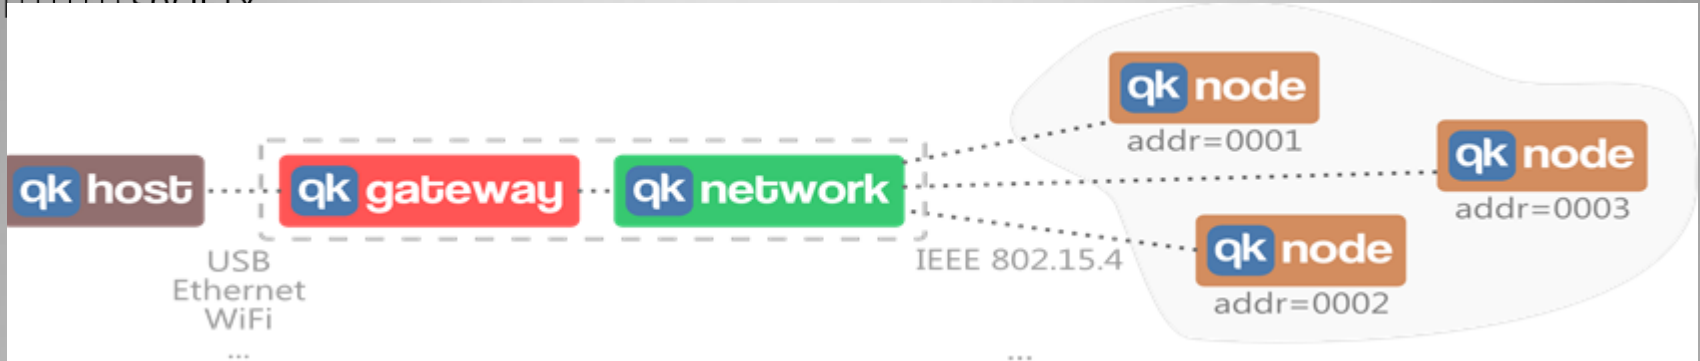 qk host
qk gateway
qk network
qk node
addr=0001
qk node
addr=0003
qk node
addr=0002
USB
Ethernet
WiFi
...
IEEE 802.15.4
...